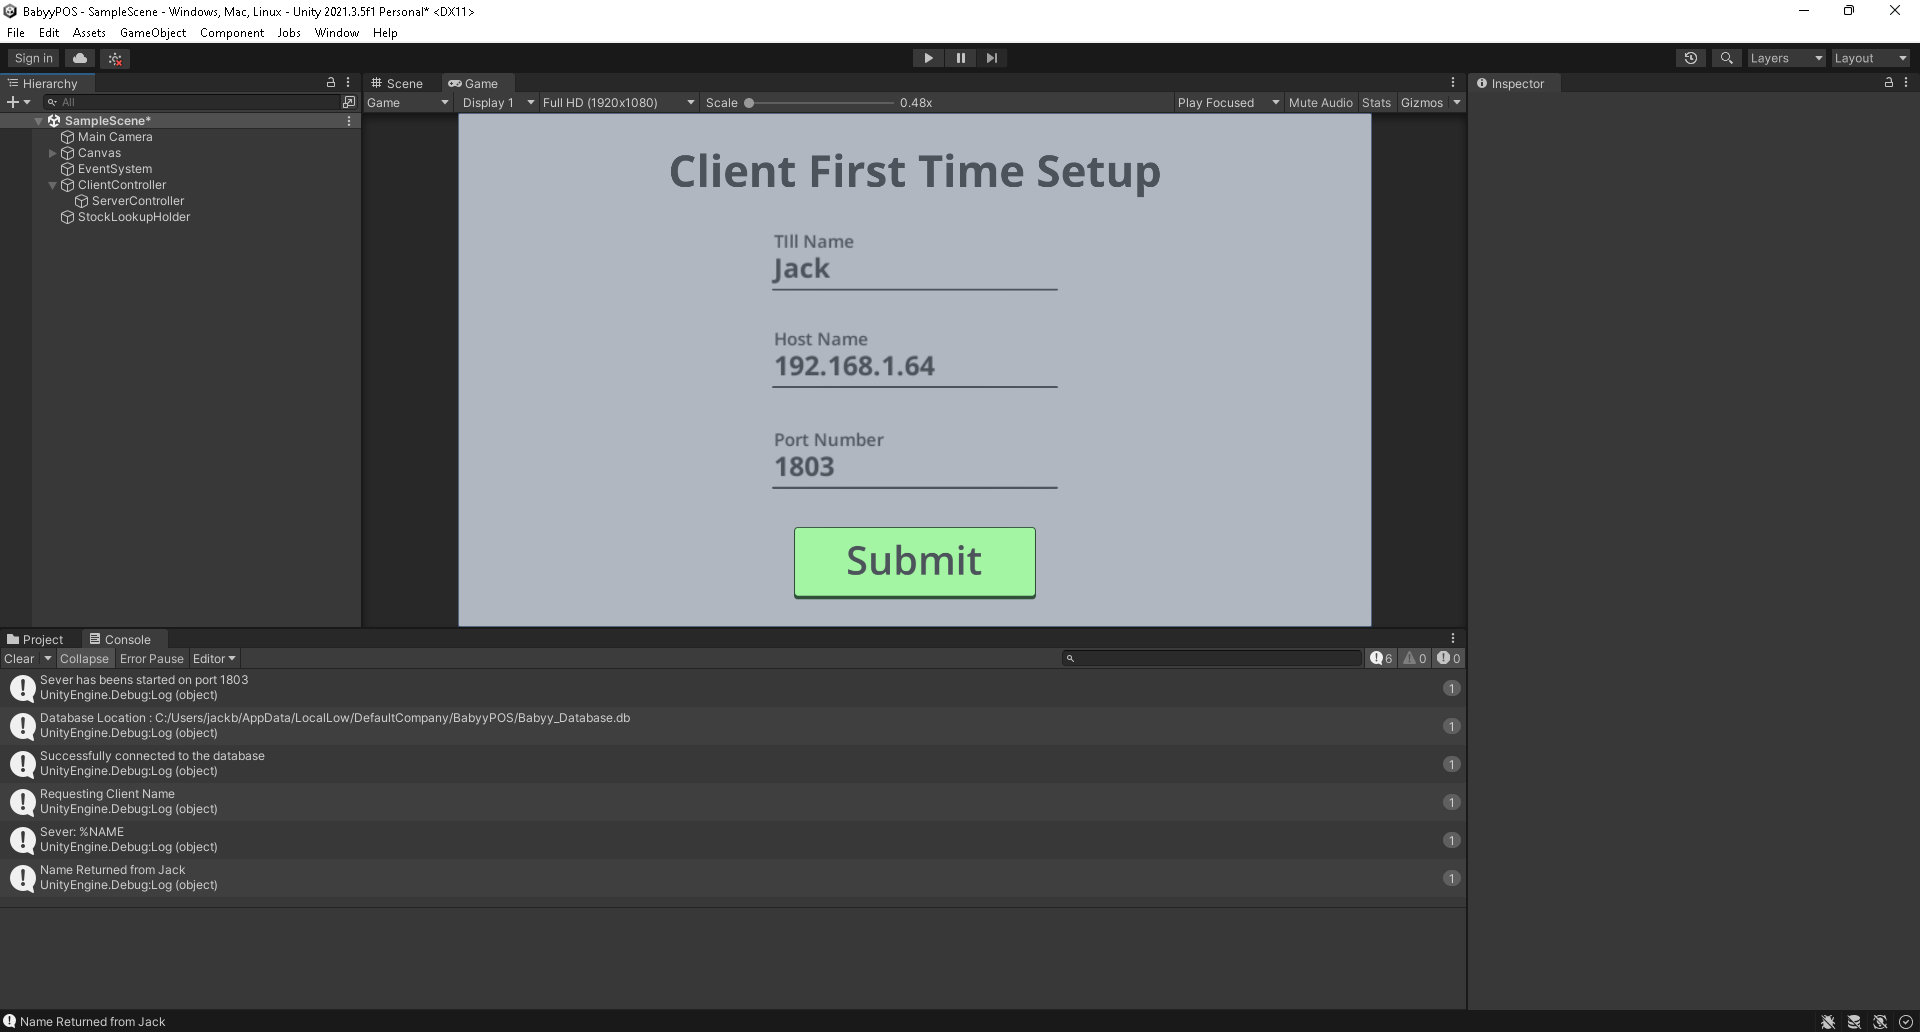 BabyyPOS - SampleScene - Windows, Mac, Linux - Unity 2021.3.5f1 Personal* <DX11>
File Edit Assets GameObject Component Jobs Window Help
Sign in
Layers Layout
Hierarchy
All
SampleScene*
Main Camera
Canvas
EventSystem
ClientController
ServerController
StockLookupHolder
Scene Game
Game Display 1 Full HD (1920x1080) Scale 0.48x Play Focused Mute Audio Stats Gizmos
Client First Time Setup
TIll Name
Jack
Host Name
192.168.1.64
Port Number
1803
Submit
Inspector
Project Console
Clear Collapse Error Pause Editor
6 0 0
Sever has beens started on port 1803
UnityEngine.Debug:Log (object)
1
Database Location : C:/Users/jackb/AppData/LocalLow/DefaultCompany/BabyyPOS/Babyy_Database.db
UnityEngine.Debug:Log (object)
1
Successfully connected to the database
UnityEngine.Debug:Log (object)
1
Requesting Client Name
UnityEngine.Debug:Log (object)
1
Sever: %NAME
UnityEngine.Debug:Log (object)
1
Name Returned from Jack
UnityEngine.Debug:Log (object)
1
Name Returned from Jack